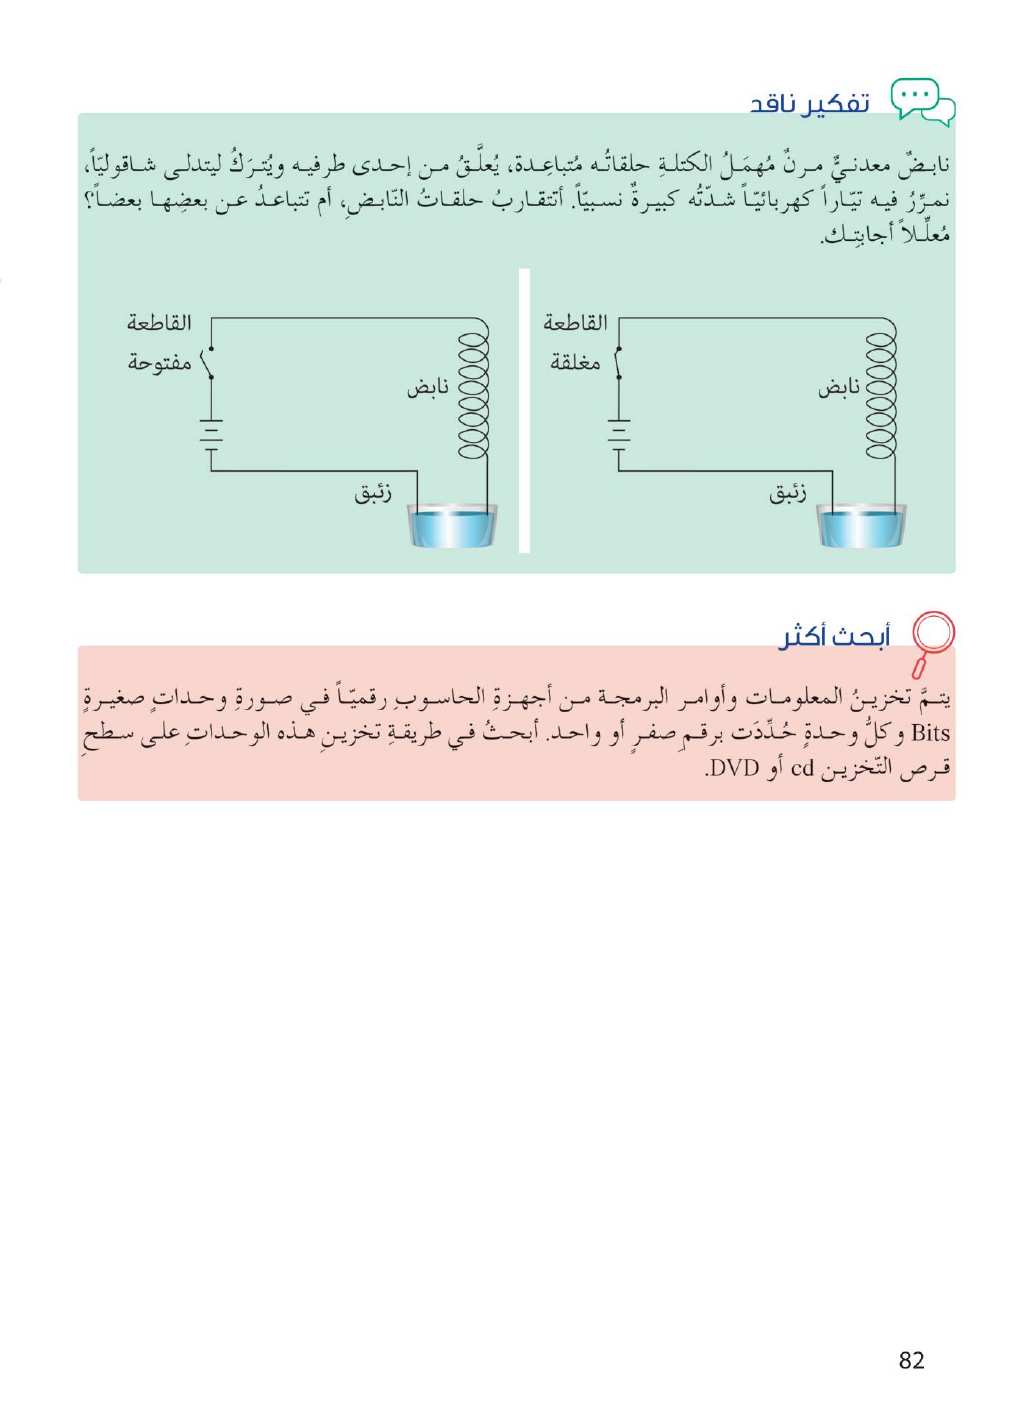 تفكير ناقد
نابضٌ معدنيٌّ مرنٌ مُهمَلُ الكتلةِ حلقاتُه مُتباعِدة، يُعلَّقُ من إحدى طرفيه ويُترَكُ ليتدلى شاقوليّاً،
نمرِّرُ فيه تيّاراً كهربائيّاً شدّتُه كبيرةٌ نسبيّاً. أتتقاربُ حلقاتُ النّابضِ، أم تتباعدُ عن بعضِها بعضاً؟
مُعلِّلاً أجابتِك.
القاطعة
مغلقة
نابض
زئبق
القاطعة
مفتوحة
نابض
زئبق
أبحث أكثر
يتمَّ تخزينُ المعلومات وأوامر البرمجة من أجهزةِ الحاسوبِ رقميّاً في صورةِ وحداتٍ صغيرةٍ
Bits وكلُّ وحدةٍ حُدِّدَت برقمِ صفرٍ أو واحد. أبحثُ في طريقةِ تخزينِ هذه الوحداتِ على سطحِ
قرص التّخزين cd أو DVD.
82